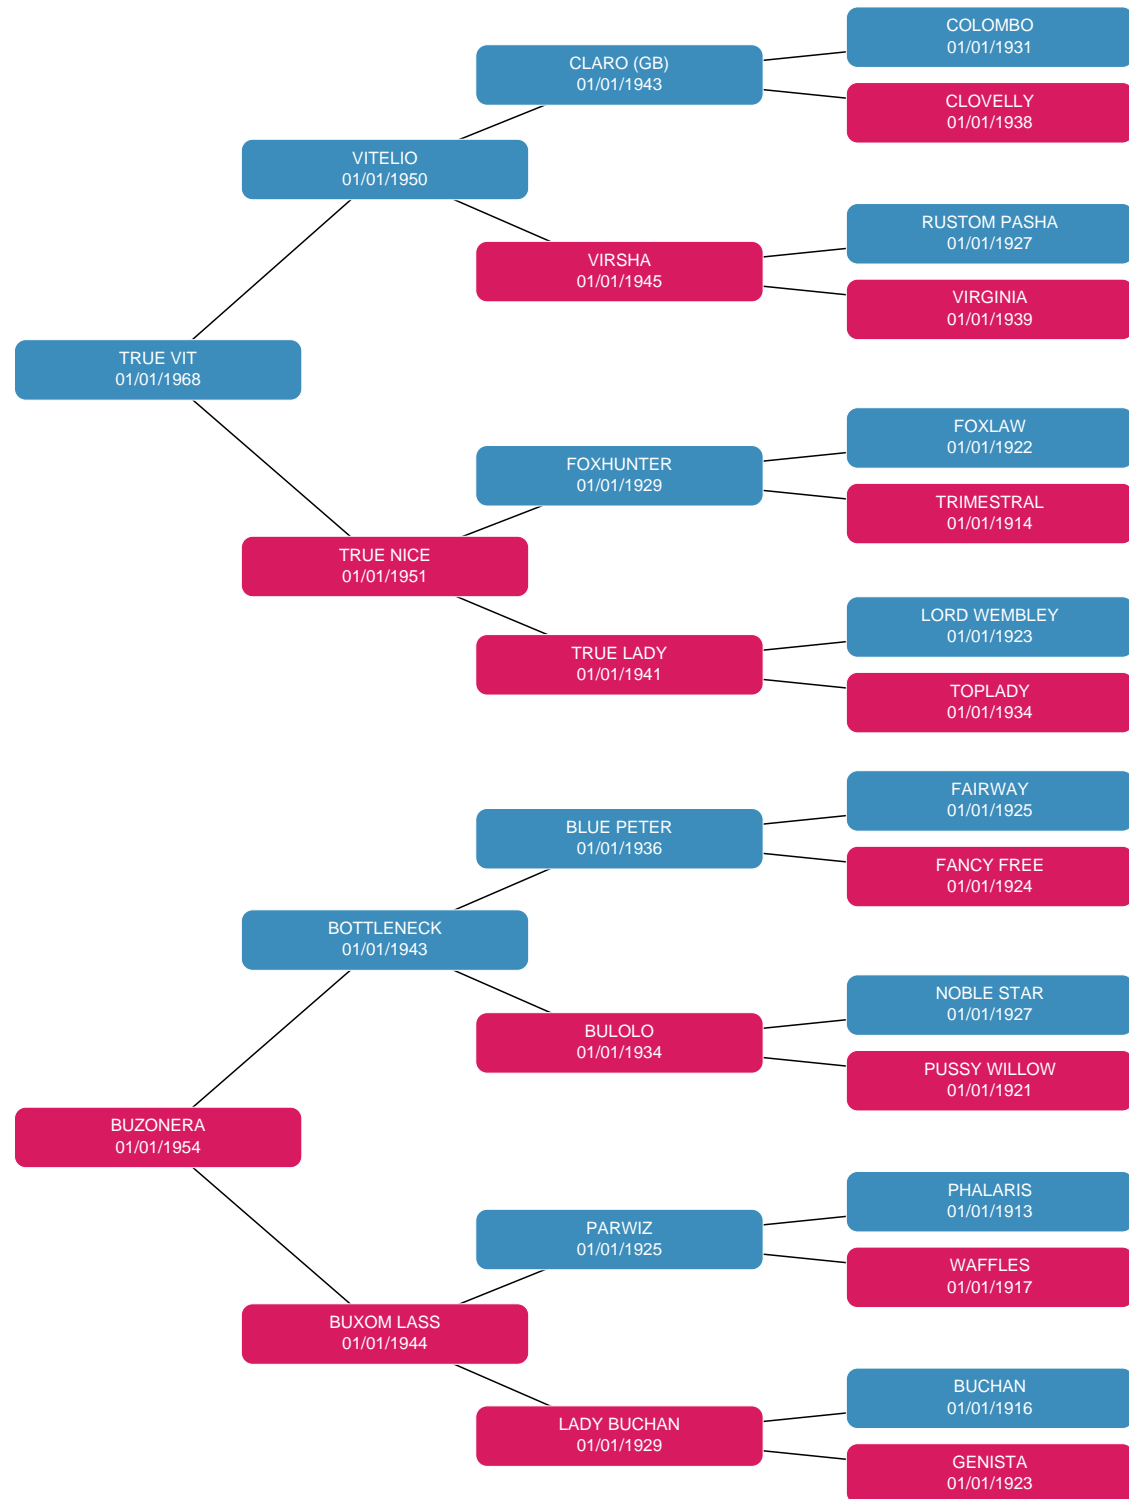 COLOMBO
01/01/1931
CLARO (GB)
01/01/1943
CLOVELLY
01/01/1938
VITELIO
01/01/1950
RUSTOM PASHA
01/01/1927
VIRSHA
01/01/1945
VIRGINIA
01/01/1939
TRUE VIT
01/01/1968
FOXLAW
01/01/1922
FOXHUNTER
01/01/1929
TRIMESTRAL
01/01/1914
TRUE NICE
01/01/1951
LORD WEMBLEY
01/01/1923
TRUE LADY
01/01/1941
TOPLADY
01/01/1934
FAIRWAY
01/01/1925
BLUE PETER
01/01/1936
FANCY FREE
01/01/1924
BOTTLENECK
01/01/1943
NOBLE STAR
01/01/1927
BULOLO
01/01/1934
PUSSY WILLOW
01/01/1921
BUZONERA
01/01/1954
PHALARIS
01/01/1913
PARWIZ
01/01/1925
WAFFLES
01/01/1917
BUXOM LASS
01/01/1944
BUCHAN
01/01/1916
LADY BUCHAN
01/01/1929
GENISTA
01/01/1923